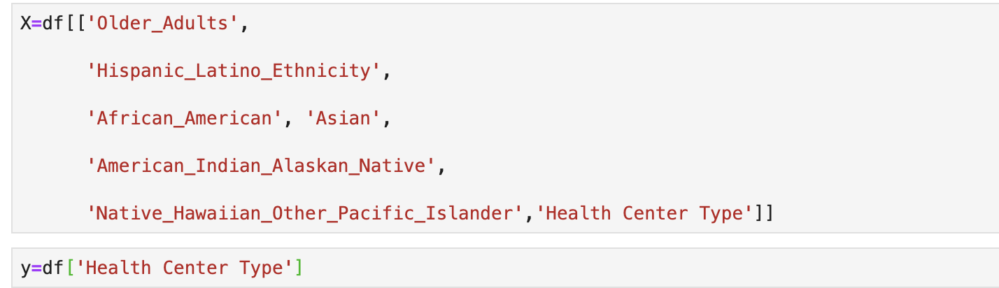 X=df[['Older_Adults',
'Hispanic_Latino_Ethnicity',
'African_American', 'Asian',
'American_Indian_Alaskan_Native',
'Native_Hawaiian_Other_Pacific_Islander','Health Center Type']]
y=df['Health Center Type']